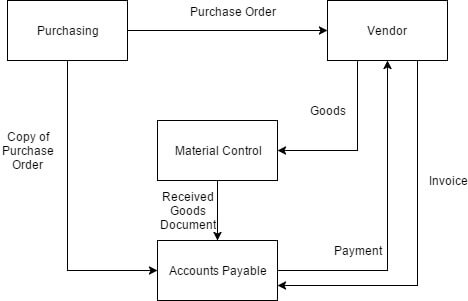 Purchase Order
Purchasing
Vendor
Goods
Copy of
Purchase
Order
Material Control
Invoice
Received
Goods
Document
Payment
Accounts Payable